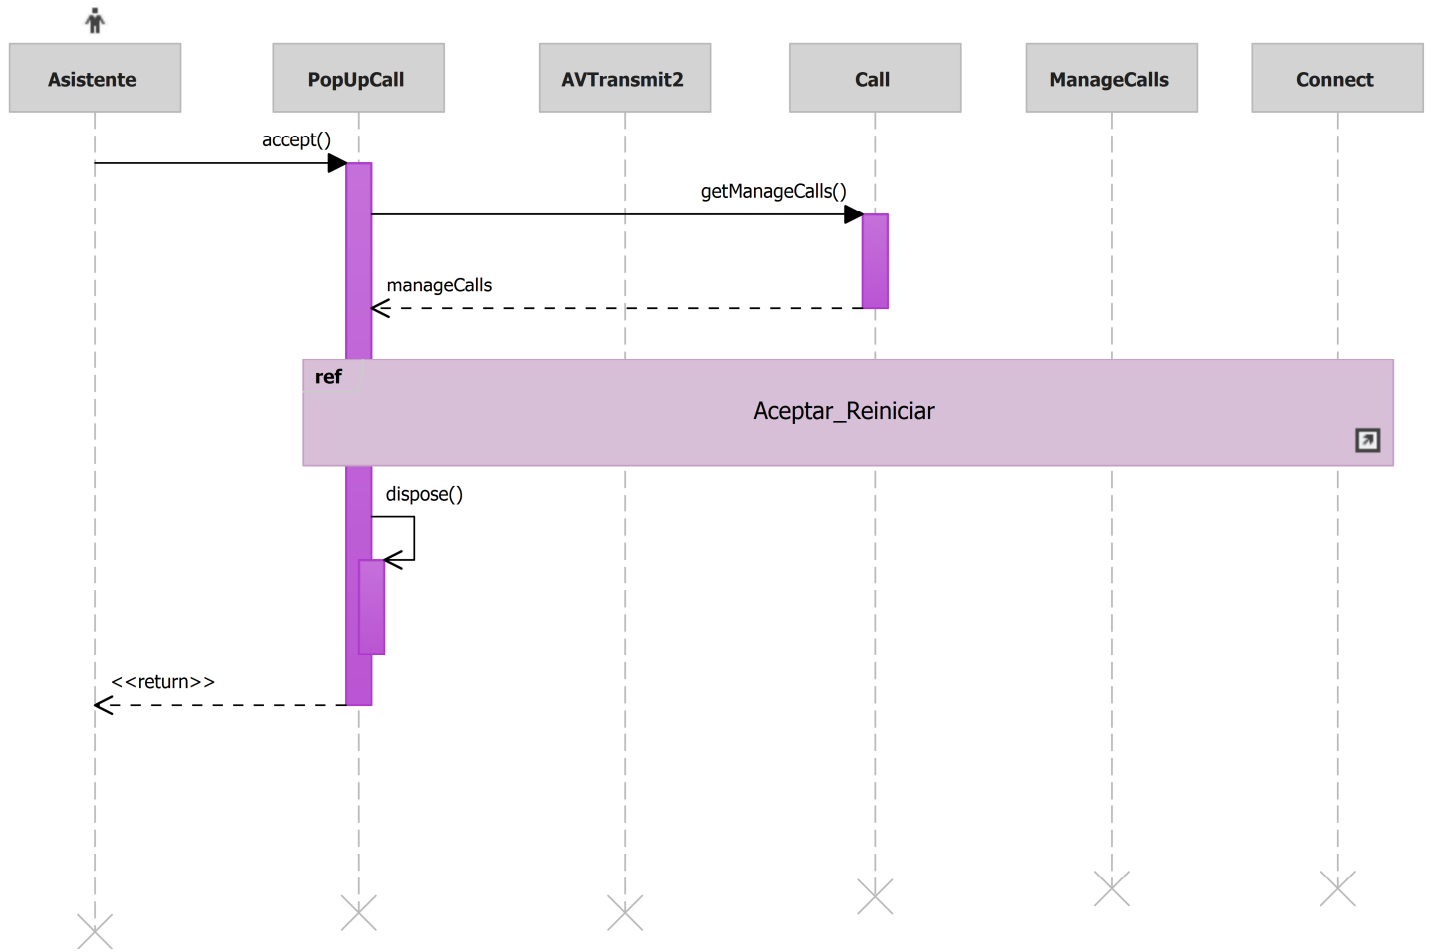 Asistente
PopUpCall
AVTransmit2
Call
ManageCalls
Connect
accept()
getManageCalls()
manageCalls
ref
Aceptar_Reiniciar
dispose()
<<return>>